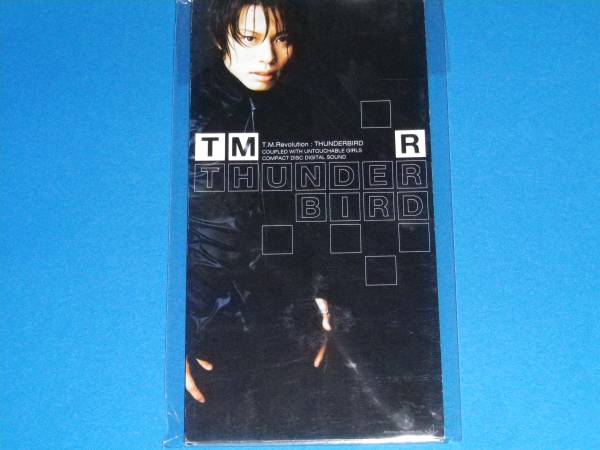 TM R
T.M.Revolution : THUNDERBIRD
COUPLED WITH UNTOUCHABLE GIRLS
COMPACT DISC DIGITAL SOUND
THUNDER
BIRD